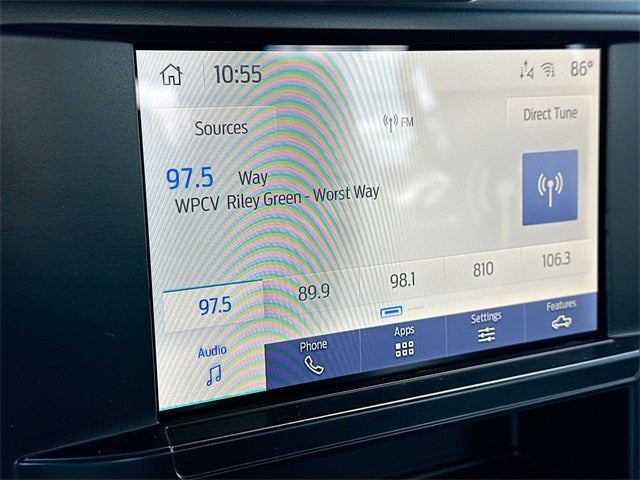 10:55
86°
Sources
FM
Direct Tune
97.5 Way
WPCV Riley Green - Worst Way
97.5 89.9 98.1 810 106.3
Audio Phone Apps Settings Features